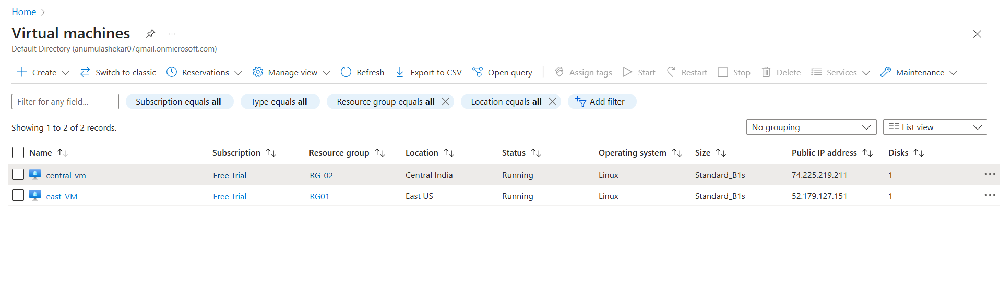 Home
Virtual machines
Default Directory (anumulashekar07gmail.onmicrosoft.com)
Create Switch to classic Reservations Manage view Refresh Export to CSV Open query Assign tags Start Restart Stop Delete Services Maintenance
Filter for any field... Subscription equals all Type equals all Resource group equals all Location equals all Add filter
Showing 1 to 2 of 2 records. No grouping List view
Name Subscription Resource group Location Status Operating system Size Public IP address Disks
central-vm Free Trial RG-02 Central India Running Linux Standard_B1s 74.225.219.211 1
east-VM Free Trial RG01 East US Running Linux Standard_B1s 52.179.127.151 1